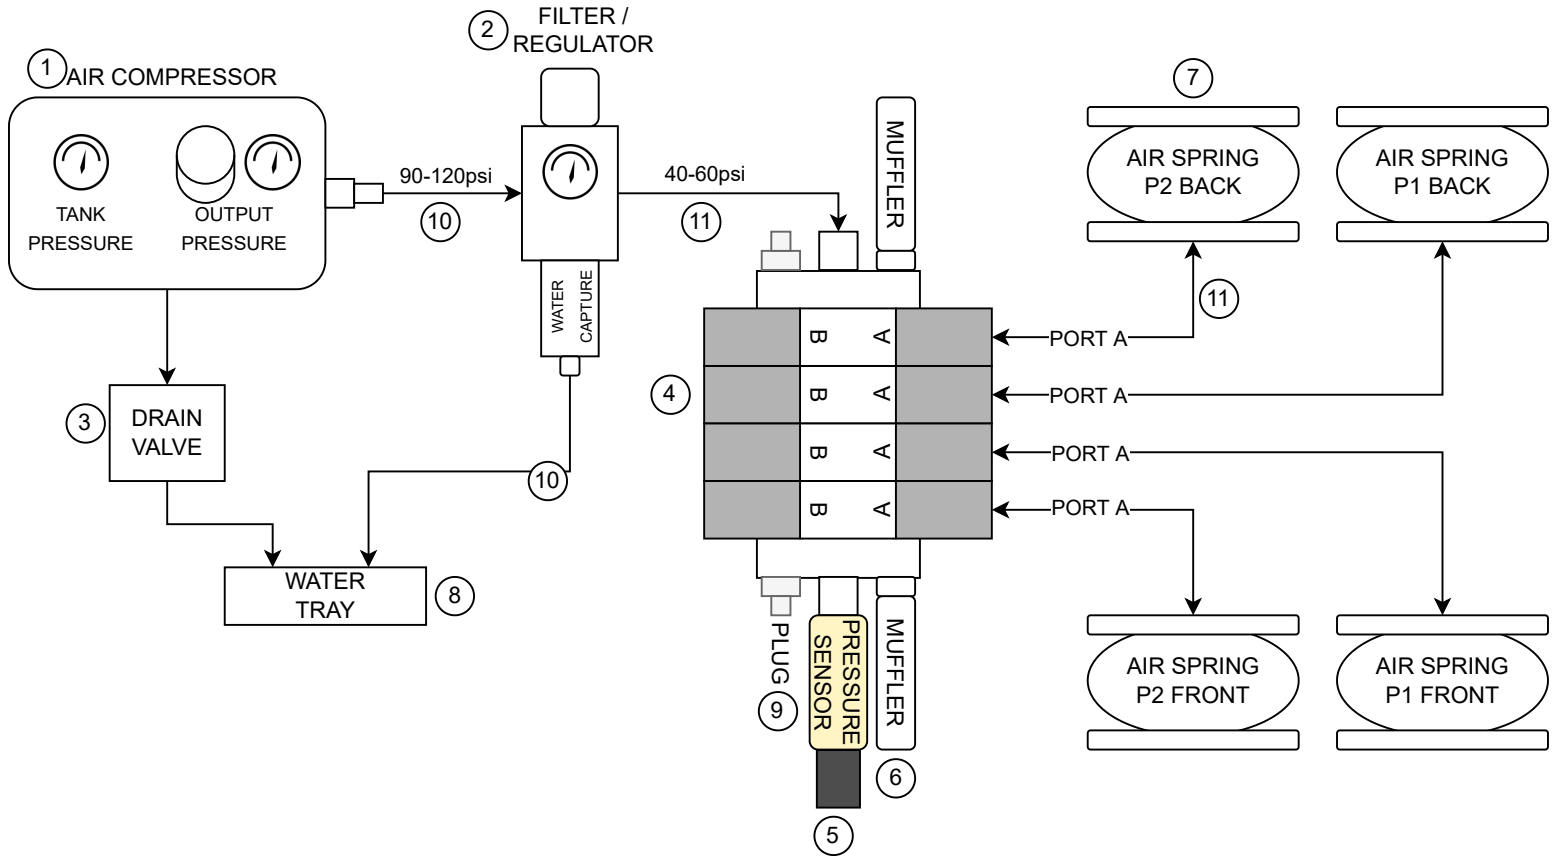 1
AIR COMPRESSOR
TANK
PRESSURE
OUTPUT
PRESSURE
90-120psi
10
2
FILTER /
REGULATOR
WATER
CAPTURE
40-60psi
11
3
DRAIN
VALVE
10
WATER
TRAY
8
MUFFLER
4
B A
B A
B A
B A
PORT A
PORT A
PORT A
PORT A
PLUG
9
PRESSURE
SENSOR
5
MUFFLER
6
7
AIR SPRING
P2 BACK
AIR SPRING
P1 BACK
11
AIR SPRING
P2 FRONT
AIR SPRING
P1 FRONT